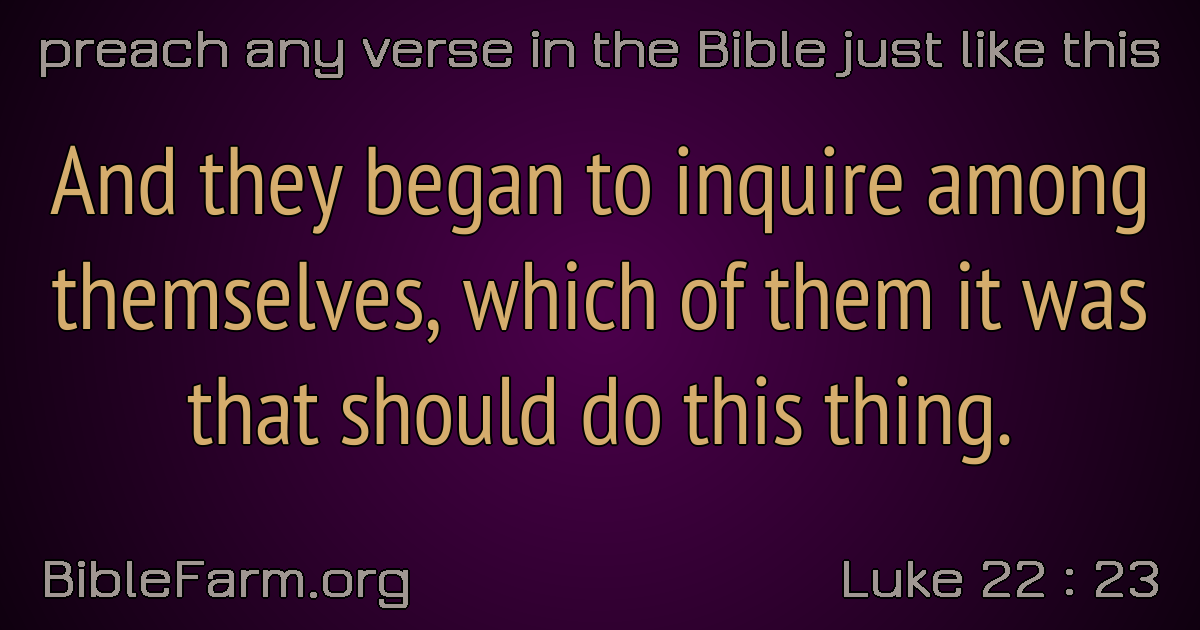 preach any verse in the Bible just like this
And they began to inquire among
themselves, which of them it was
that should do this thing.
BibleFarm.org
Luke 22 : 23